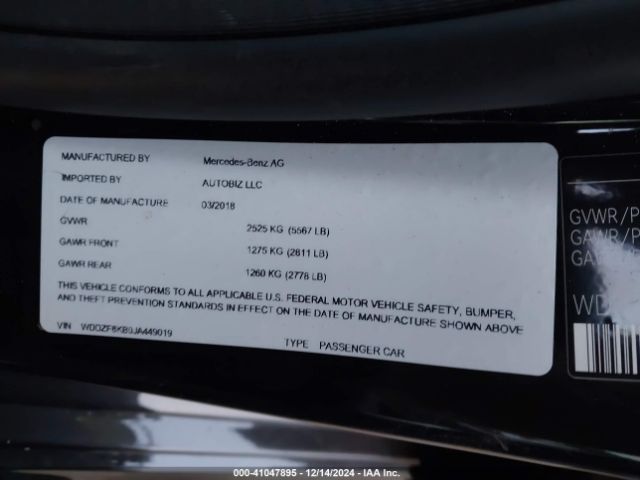 MANUFACTURED BY Mercedes-Benz AG
IMPORTED BY AUTOBIZ LLC
DATE OF MANUFACTURE 03/2018
GVWR 2525 KG (5567 LB)
GAWR FRONT 1275 KG (2811 LB)
GAWR REAR 1260 KG (2778 LB)
THIS VEHICLE CONFORMS TO ALL APPLICABLE U.S. FEDERAL MOTOR VEHICLE SAFETY, BUMPER,
AND THEFT PREVENTION STANDARDS IN EFFECT ON THE DATE OF MANUFACTURE SHOWN ABOVE
VIN WDDZF8KB0JA449019 TYPE PASSENGER CAR
GVWR/P
GAWR/P
WD
000-41047895 - 12/14/2024 - IAA Inc.